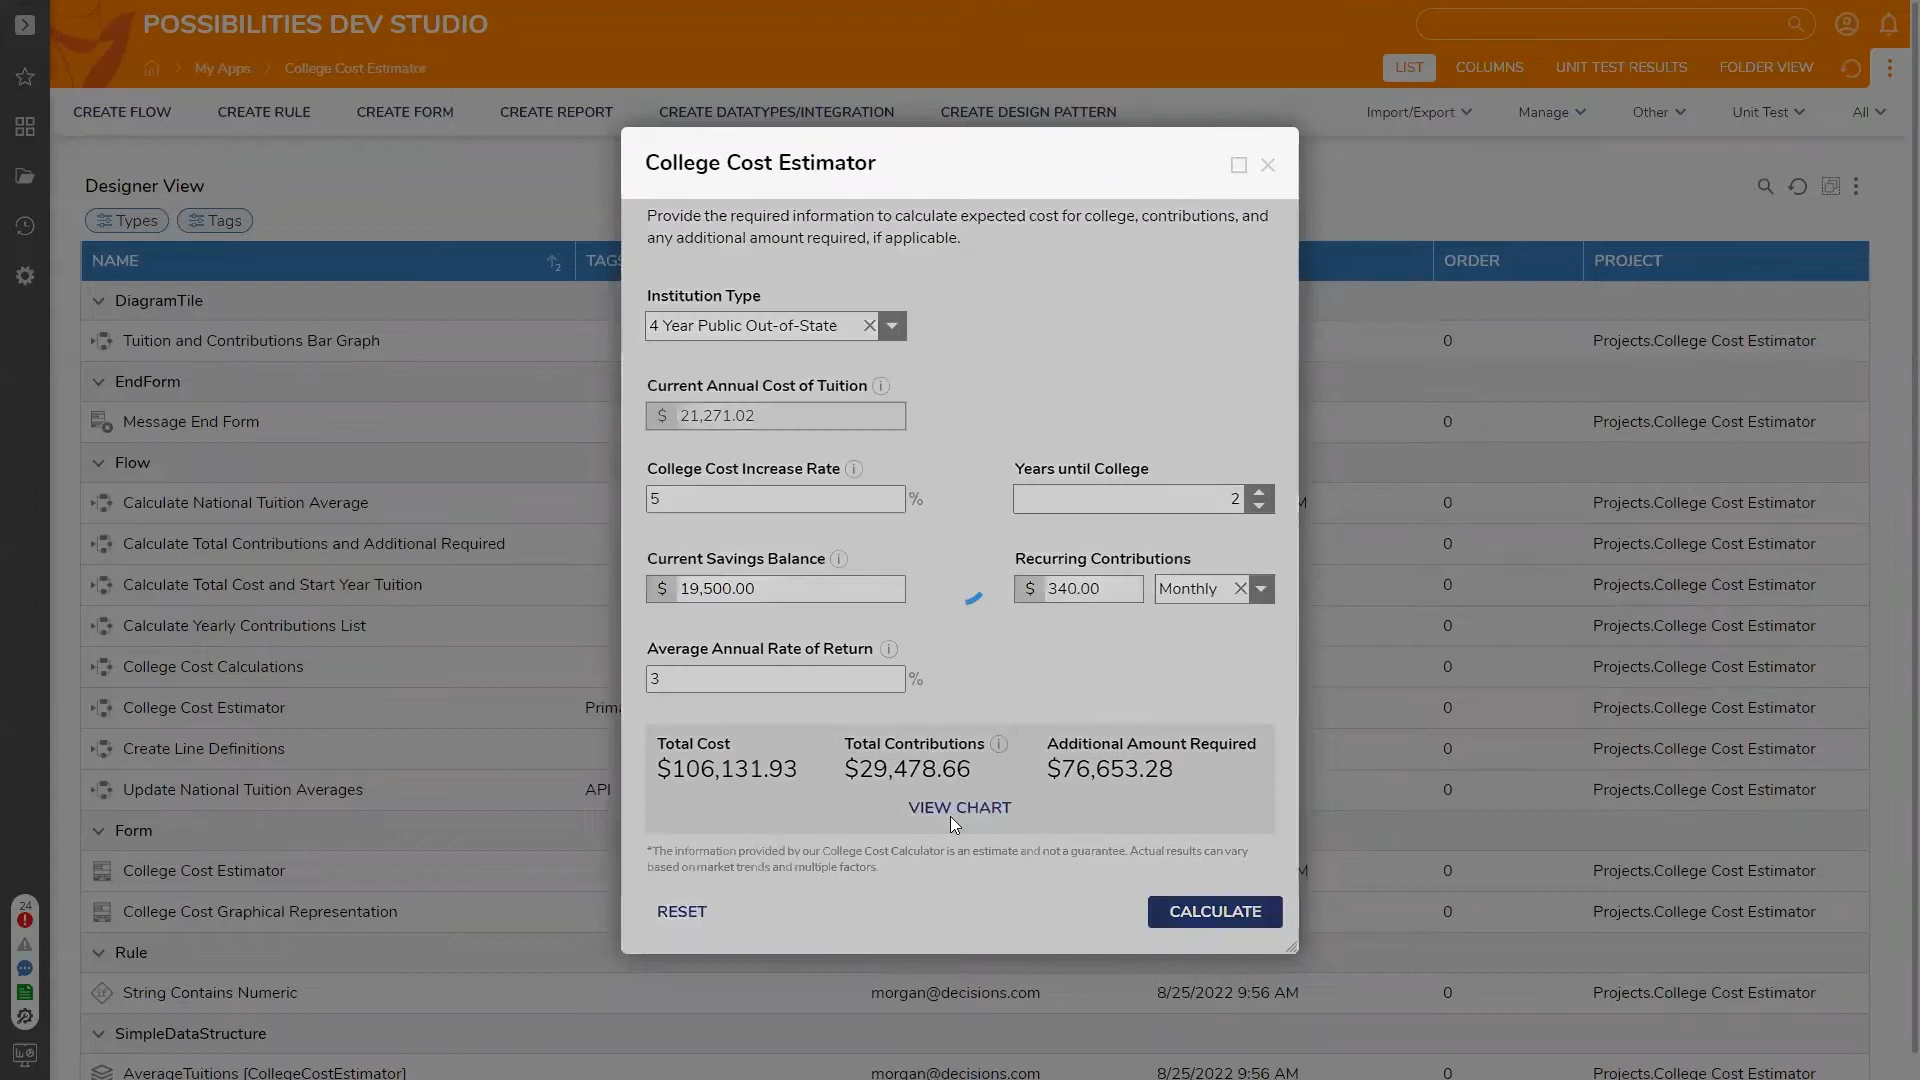 POSSIBILITIES DEV STUDIO
My Apps > College Cost Estimator
LIST COLUMNS UNIT TEST RESULTS FOLDER VIEW
CREATE FLOW CREATE RULE CREATE FORM CREATE REPORT CREATE DATATYPES/INTEGRATION CREATE DESIGN PATTERN Import/Export Manage Other Unit Test All
Designer View
Types Tags
NAME 2 TAGS ORDER PROJECT
DiagramTile
Tuition and Contributions Bar Graph 0 Projects.College Cost Estimator
EndForm
Message End Form 0 Projects.College Cost Estimator
Flow
Calculate National Tuition Average M 0 Projects.College Cost Estimator
Calculate Total Contributions and Additional Required 0 Projects.College Cost Estimator
Calculate Total Cost and Start Year Tuition 0 Projects.College Cost Estimator
Calculate Yearly Contributions List 0 Projects.College Cost Estimator
College Cost Calculations 0 Projects.College Cost Estimator
College Cost Estimator Prima 0 Projects.College Cost Estimator
Create Line Definitions 0 Projects.College Cost Estimator
Update National Tuition Averages API 0 Projects.College Cost Estimator
Form
College Cost Estimator M 0 Projects.College Cost Estimator
College Cost Graphical Representation 0 Projects.College Cost Estimator
Rule
String Contains Numeric morgan@decisions.com 8/25/2022 9:56 AM 0 Projects.College Cost Estimator
SimpleDataStructure
AverageTuitions [CollegeCostEstimator] morgan@decisions.com 8/25/2022 9:56 AM 0 Projects.College Cost Estimator
24
College Cost Estimator
Provide the required information to calculate expected cost for college, contributions, and
any additional amount required, if applicable.
Institution Type
4 Year Public Out-of-State
Current Annual Cost of Tuition
$ 21,271.02
College Cost Increase Rate Years until College
5 % 2
Current Savings Balance Recurring Contributions
$ 19,500.00 $ 340.00 Monthly
Average Annual Rate of Return
3 %
Total Cost Total Contributions Additional Amount Required
$106,131.93 $29,478.66 $76,653.28
VIEW CHART
*The information provided by our College Cost Calculator is an estimate and not a guarantee. Actual results can vary
based on market trends and multiple factors.
RESET CALCULATE